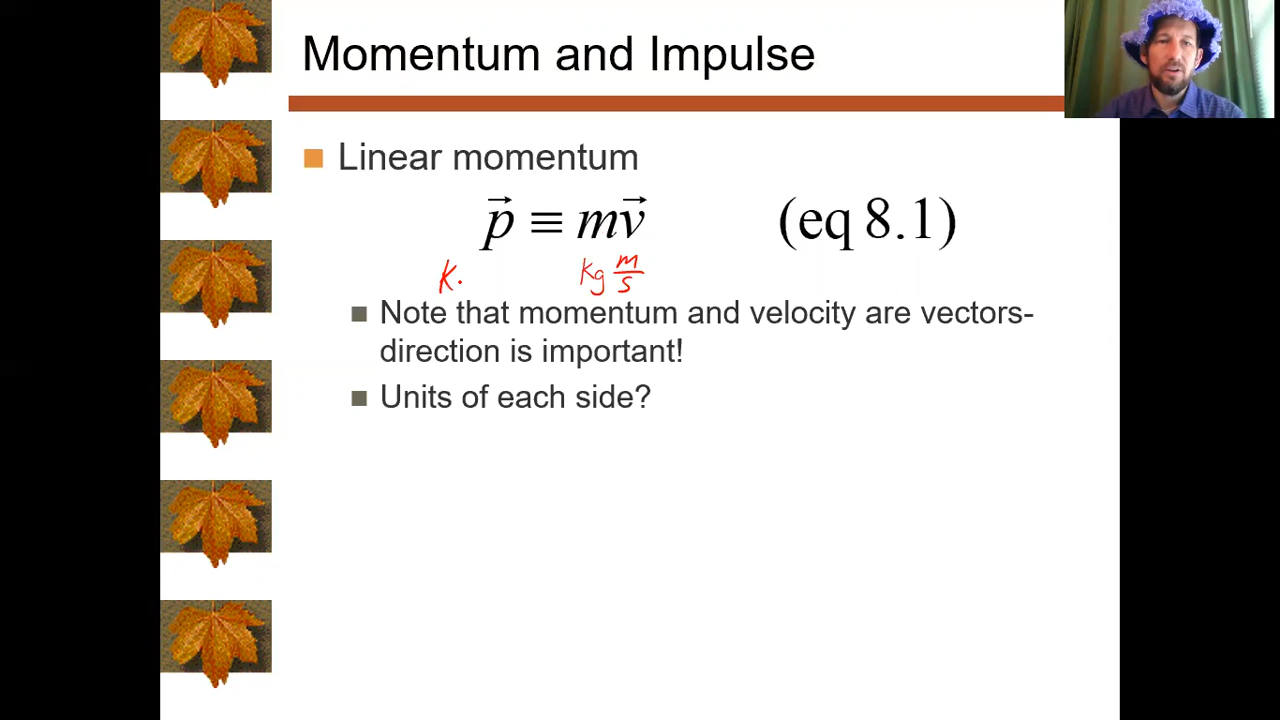 Momentum and Impulse
Linear momentum
p⃗ ≡ mv⃗ (eq 8.1)
k. kg m/s
Note that momentum and velocity are vectors-
direction is important!
Units of each side?